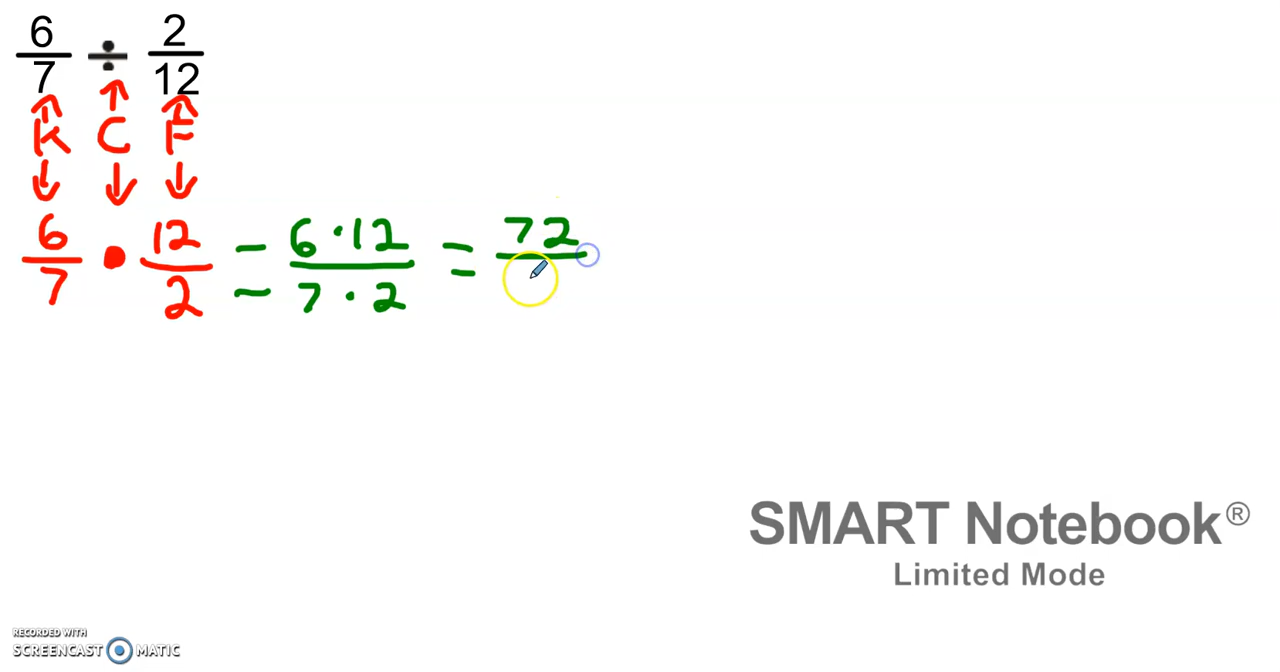 6/7 ÷ 2/12
K C F
6/7 • 12/2 = 6 · 12 / 7 · 2 = 72/
SMART Notebook®
Limited Mode
RECORDED WITH
SCREENCAST MATIC